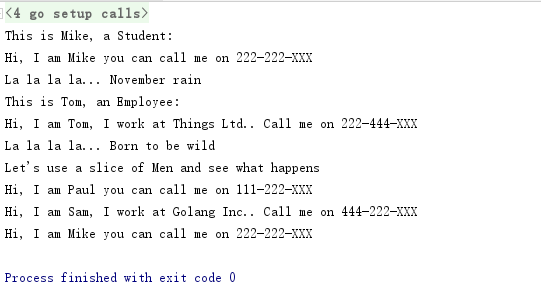 <4 go setup calls>
This is Mike, a Student:
Hi, I am Mike you can call me on 222-222-XXX
La la la la... November rain
This is Tom, an Employee:
Hi, I am Tom, I work at Things Ltd.. Call me on 222-444-XXX
La la la la... Born to be wild
Let's use a slice of Men and see what happens
Hi, I am Paul you can call me on 111-222-XXX
Hi, I am Sam, I work at Golang Inc.. Call me on 444-222-XXX
Hi, I am Mike you can call me on 222-222-XXX
Process finished with exit code 0